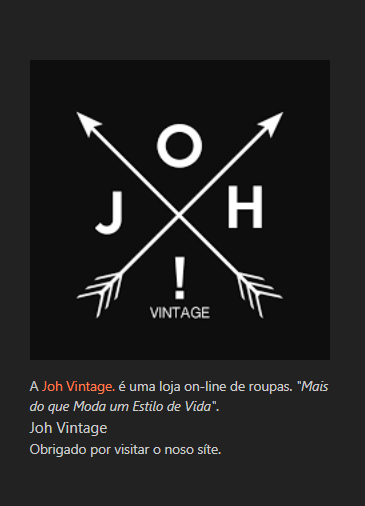 O
J H
!
VINTAGE
A Joh Vintage. é uma loja on-line de roupas. "Mais
do que Moda um Estilo de Vida".
Joh Vintage
Obrigado por visitar o noso síte.